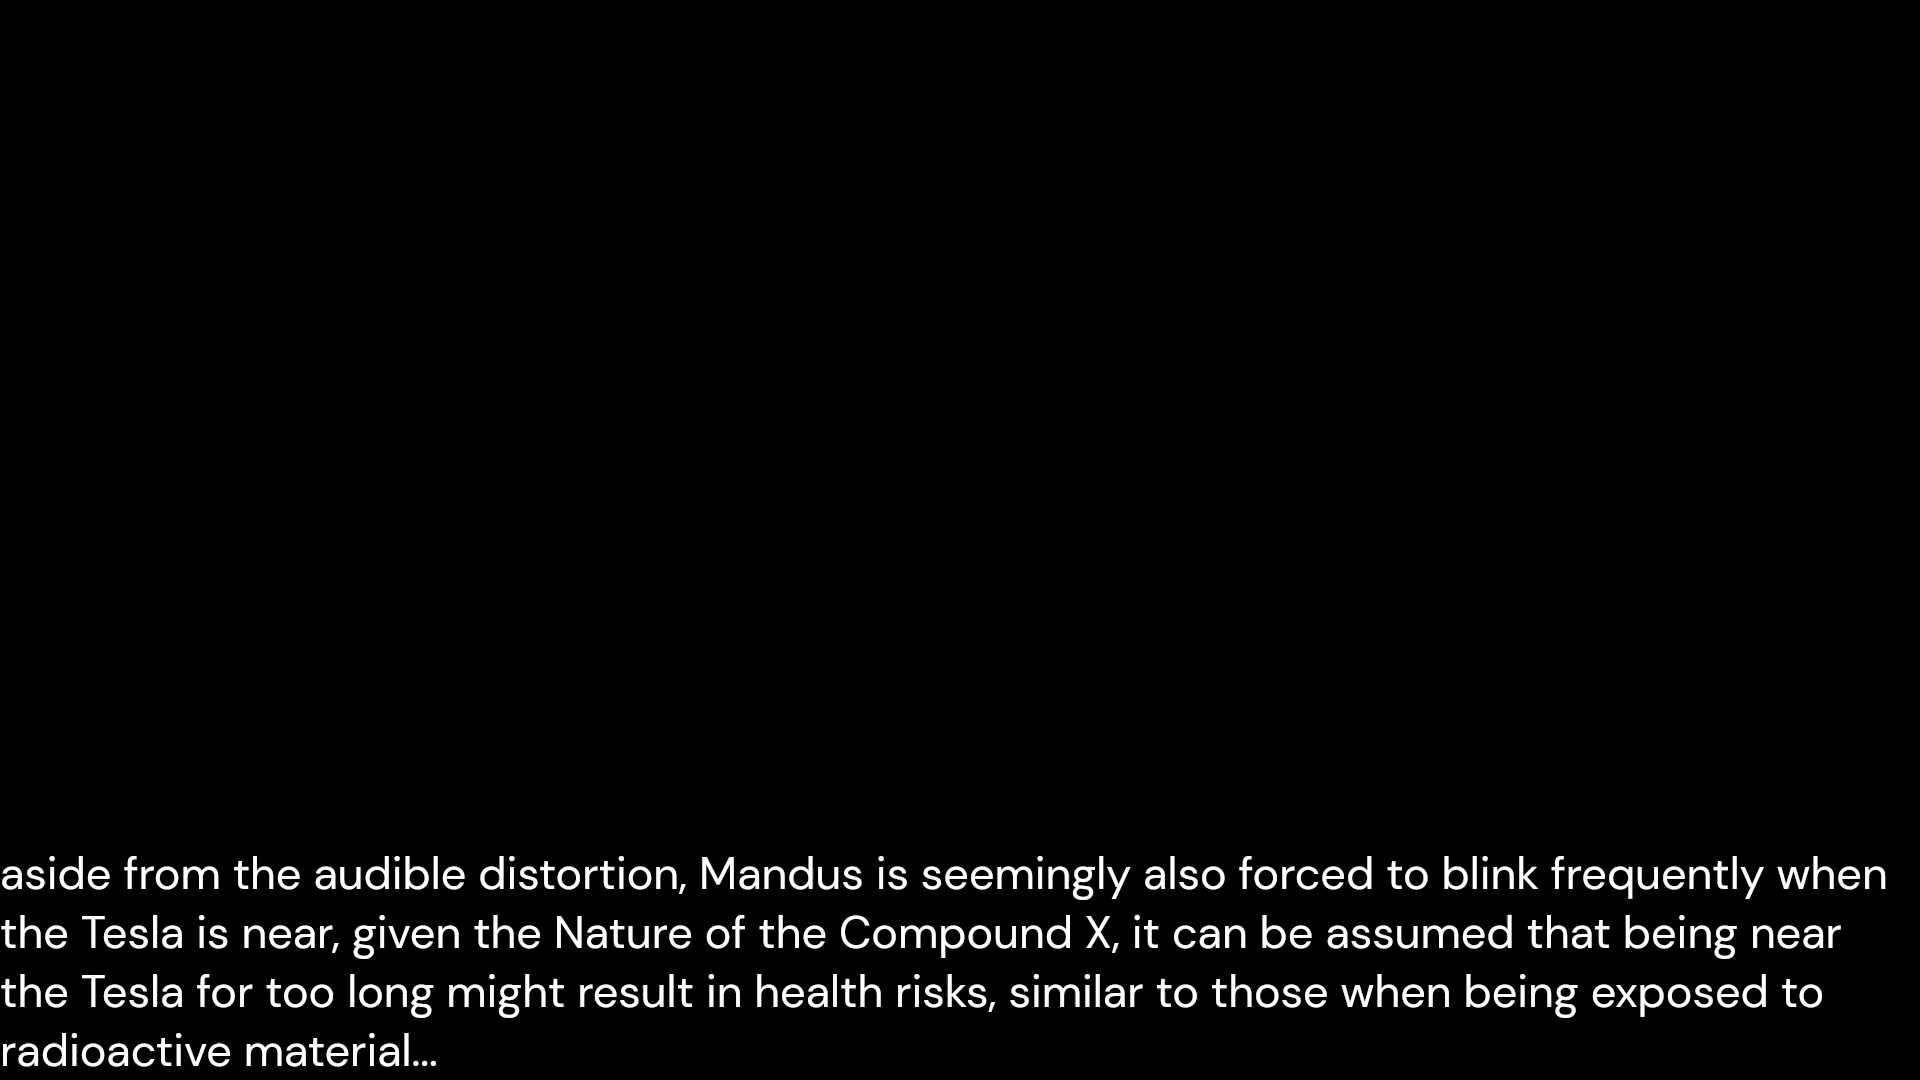 aside from the audible distortion, Mandus is seemingly also forced to blink frequently when
the Tesla is near, given the Nature of the Compound X, it can be assumed that being near
the Tesla for too long might result in health risks, similar to those when being exposed to
radioactive material...